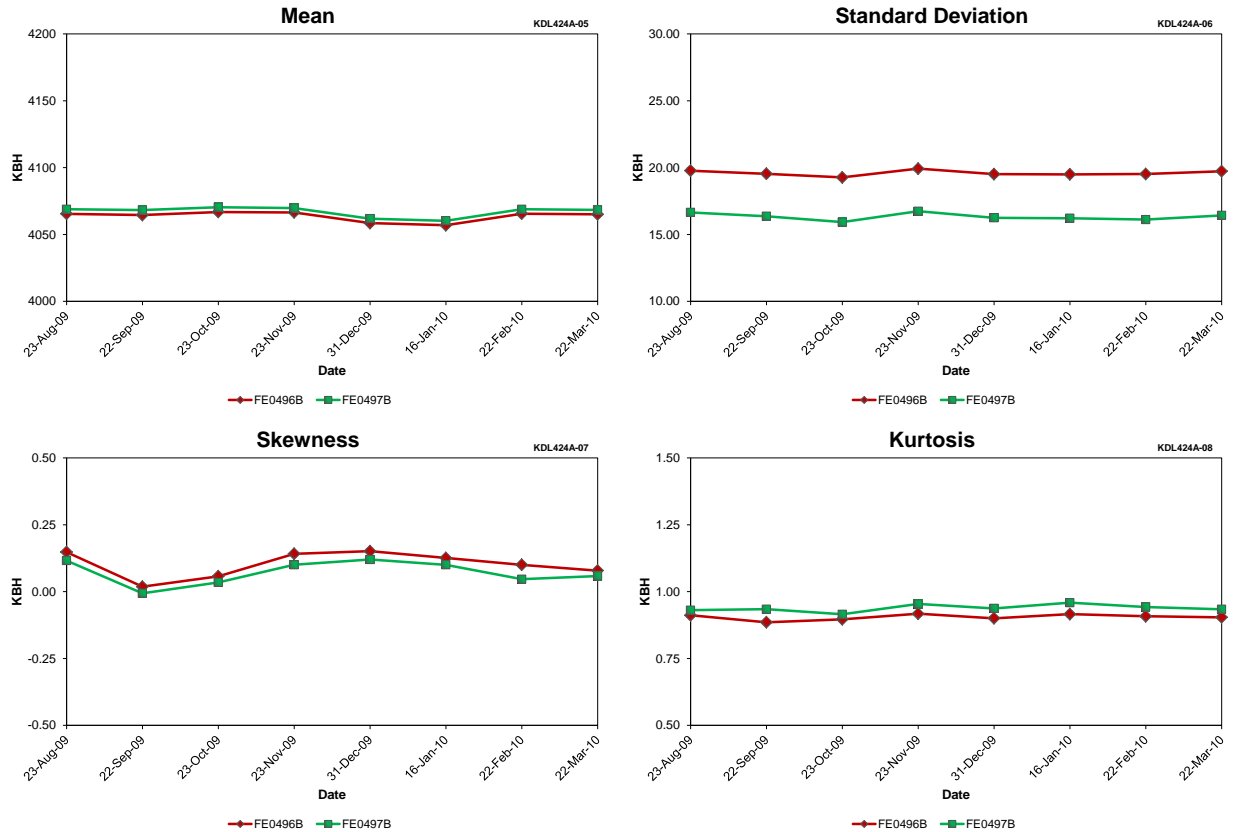 Mean
KDL424A-05
4200
4150
4100
4050
4000
KBH
23-Aug-09
22-Sep-09
23-Oct-09
23-Nov-09
31-Dec-09
16-Jan-10
22-Feb-10
22-Mar-10
Date
FE0496B FE0497B
Standard Deviation
KDL424A-06
30.00
25.00
20.00
15.00
10.00
KBH
23-Aug-09
22-Sep-09
23-Oct-09
23-Nov-09
31-Dec-09
16-Jan-10
22-Feb-10
22-Mar-10
Date
FE0496B FE0497B
Skewness
KDL424A-07
0.50
0.25
0.00
-0.25
-0.50
KBH
23-Aug-09
22-Sep-09
23-Oct-09
23-Nov-09
31-Dec-09
16-Jan-10
22-Feb-10
22-Mar-10
Date
FE0496B FE0497B
Kurtosis
KDL424A-08
1.50
1.25
1.00
0.75
0.50
KBH
23-Aug-09
22-Sep-09
23-Oct-09
23-Nov-09
31-Dec-09
16-Jan-10
22-Feb-10
22-Mar-10
Date
FE0496B FE0497B